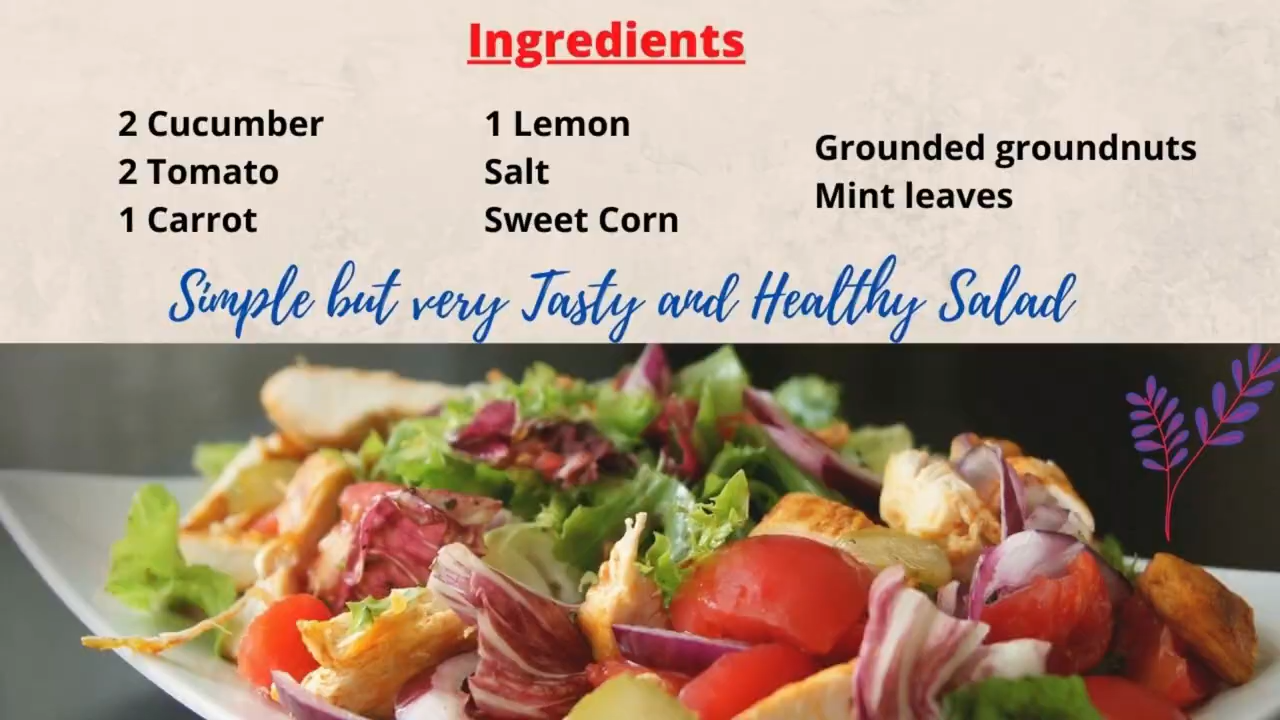 Ingredients
2 Cucumber
2 Tomato
1 Carrot
1 Lemon
Salt
Sweet Corn
Grounded groundnuts
Mint leaves
Simple but very Tasty and Healthy Salad